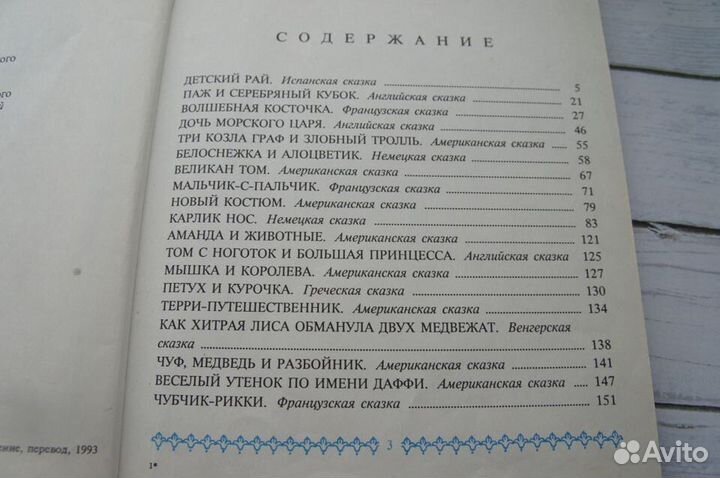 СОДЕРЖАНИЕ
ДЕТСКИЙ РАЙ. Испанская сказка 5
ПАЖ И СЕРЕБРЯНЫЙ КУБОК. Английская сказка 21
ВОЛШЕБНАЯ КОСТОЧКА. Французская сказка 27
ДОЧЬ МОРСКОГО ЦАРЯ. Английская сказка 46
ТРИ КОЗЛА ГРАФ И ЗЛОБНЫЙ ТРОЛЛЬ. Американская сказка 55
БЕЛОСНЕЖКА И АЛОЦВЕТИК. Немецкая сказка 58
ВЕЛИКАН ТОМ. Американская сказка 67
МАЛЬЧИК-С-ПАЛЬЧИК. Французская сказка 71
НОВЫЙ КОСТЮМ. Американская сказка 79
КАРЛИК НОС. Немецкая сказка 83
АМАНДА И ЖИВОТНЫЕ. Американская сказка 121
ТОМ С НОГОТОК И БОЛЬШАЯ ПРИНЦЕССА. Английская сказка 125
МЫШКА И КОРОЛЕВА. Американская сказка 127
ПЕТУХ И КУРОЧКА. Греческая сказка 130
ТЕРРИ-ПУТЕШЕСТВЕННИК. Американская сказка 134
КАК ХИТРАЯ ЛИСА ОБМАНУЛА ДВУХ МЕДВЕЖАТ. Венгерская
сказка 138
ЧУФ, МЕДВЕДЬ И РАЗБОЙНИК. Американская сказка 141
ВЕСЕЛЫЙ УТЕНОК ПО ИМЕНИ ДАФФИ. Американская сказка 147
ЧУБЧИК-РИККИ. Французская сказка 151
3
1*
перевод, 1993
Avito